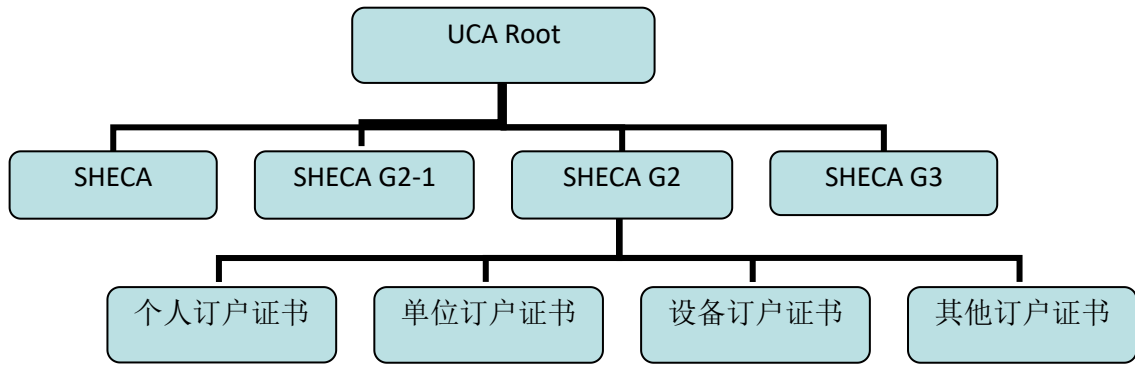 UCA Root
SHECA
SHECA G2-1
SHECA G2
SHECA G3
个人订户证书
单位订户证书
设备订户证书
其他订户证书